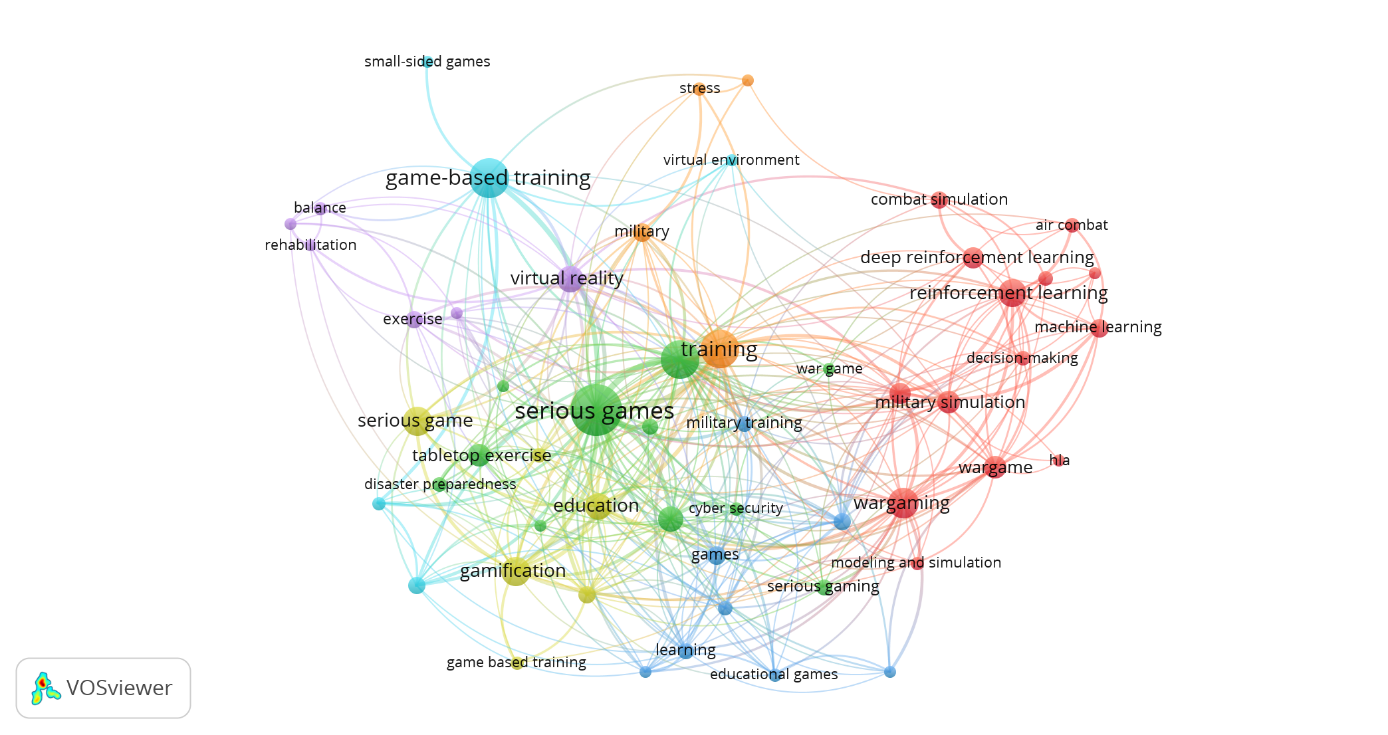 small-sided games
stress
virtual environment
game-based training
combat simulation
balance
air combat
military
rehabilitation
deep reinforcement learning
virtual reality
reinforcement learning
exercise
machine learning
training
decision-making
war game
military simulation
serious games
serious game
military training
tabletop exercise
hla
wargame
disaster preparedness
wargaming
education
cyber security
games
modeling and simulation
gamification
serious gaming
learning
game based training
educational games
VOSviewer